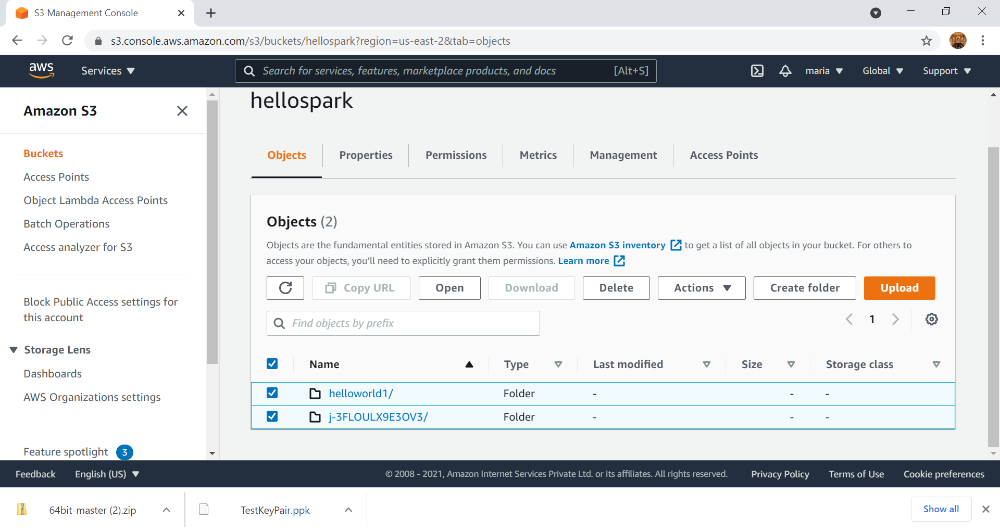 S3 Management Console
s3.console.aws.amazon.com/s3/buckets/hellospark?region=us-east-2&tab=objects
aws
Services
Search for services, features, marketplace products, and docs [Alt+S]
maria
Global
Support
Amazon S3
Buckets
Access Points
Object Lambda Access Points
Batch Operations
Access analyzer for S3
Block Public Access settings for
this account
Storage Lens
Dashboards
AWS Organizations settings
Feature spotlight 3
hellospark
Objects Properties Permissions Metrics Management Access Points
Objects (2)
Objects are the fundamental entities stored in Amazon S3. You can use Amazon S3 inventory to get a list of all objects in your bucket. For others to
access your objects, you'll need to explicitly grant them permissions. Learn more
Copy URL Open Download Delete Actions Create folder Upload
Find objects by prefix
1
Name Type Last modified Size Storage class
helloworld1/ Folder - - -
j-3FLOULX9E3OV3/ Folder - - -
Feedback English (US) © 2008 - 2021, Amazon Internet Services Private Ltd. or its affiliates. All rights reserved. Privacy Policy Terms of Use Cookie preferences
64bit-master (2).zip TestKeyPair.ppk Show all